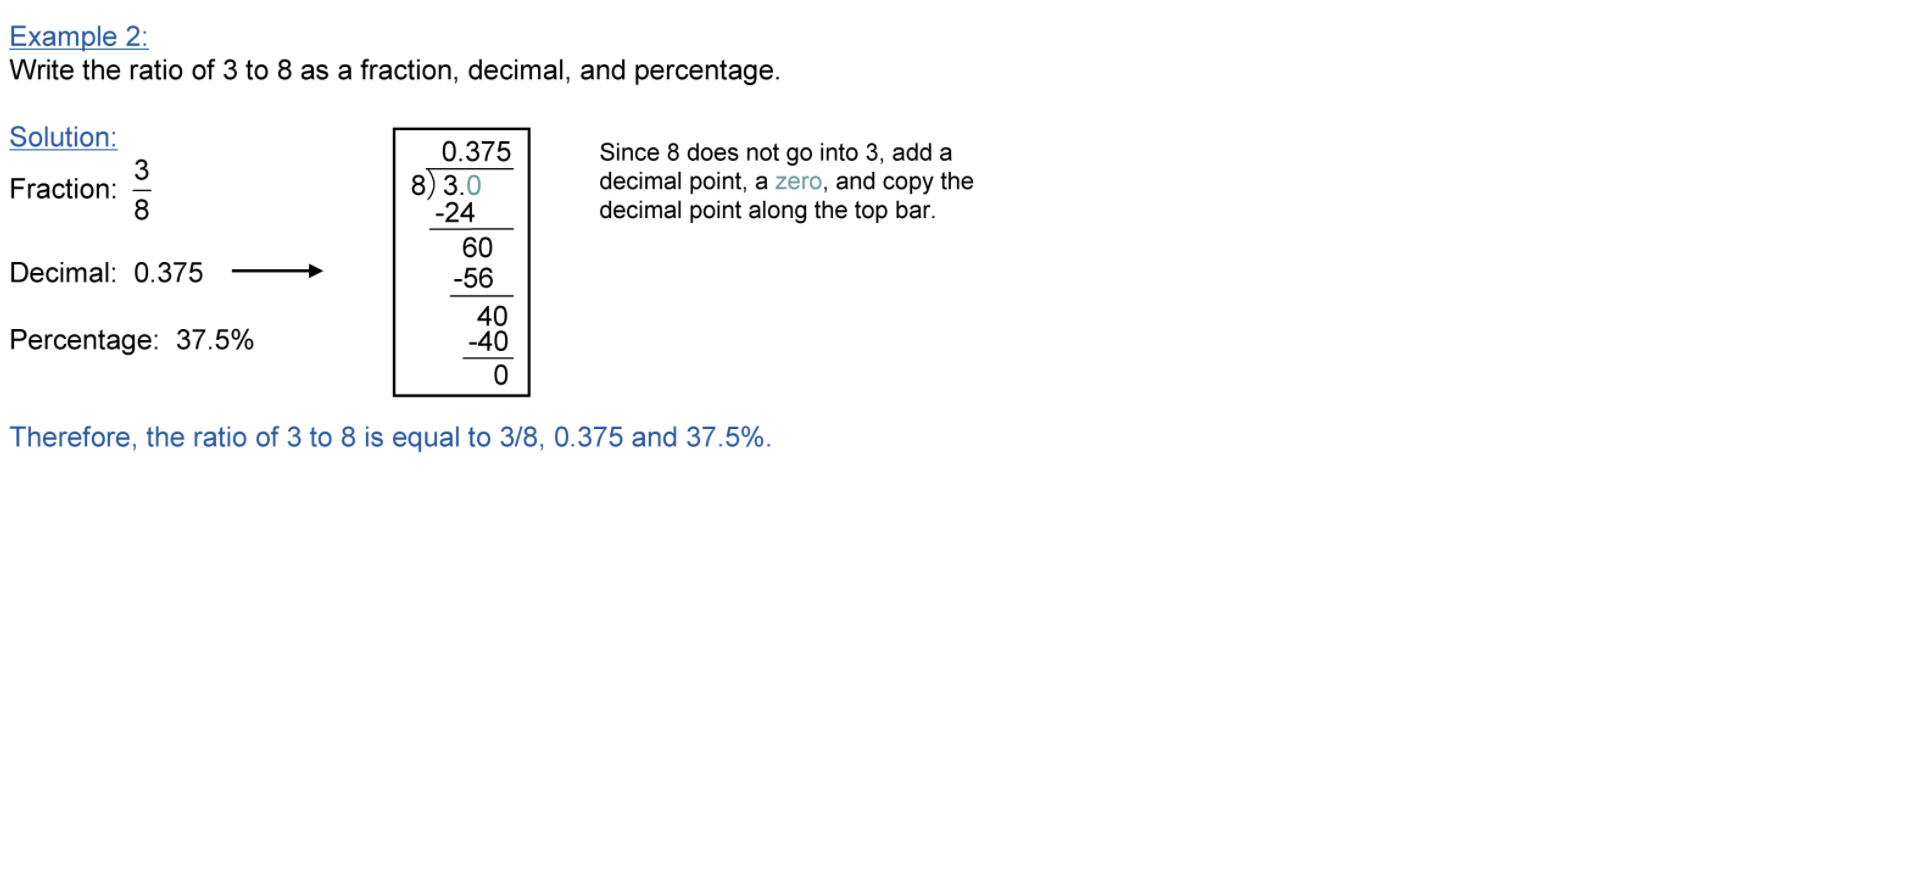 Example 2:
Write the ratio of 3 to 8 as a fraction, decimal, and percentage.
Solution:
Fraction: 3/8
Decimal: 0.375
Percentage: 37.5%
0.375
8) 3.0
-24
60
-56
40
-40
0
Since 8 does not go into 3, add a
decimal point, a zero, and copy the
decimal point along the top bar.
Therefore, the ratio of 3 to 8 is equal to 3/8, 0.375 and 37.5%.